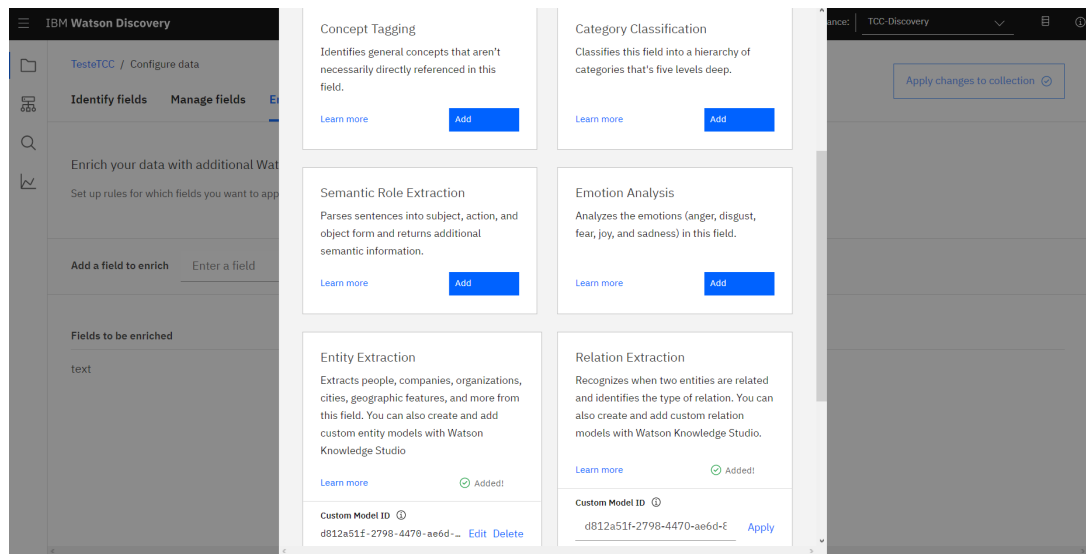 IBM Watson Discovery
ance: TCC-Discovery
TesteTCC / Configure data
Apply changes to collection
Identify fields Manage fields
Enrich your data with additional Wat
Set up rules for which fields you want to app
Add a field to enrich Enter a field
Fields to be enriched
text
Concept Tagging
Identifies general concepts that aren't
necessarily directly referenced in this
field.
Learn more Add
Category Classification
Classifies this field into a hierarchy of
categories that's five levels deep.
Learn more Add
Semantic Role Extraction
Parses sentences into subject, action, and
object form and returns additional
semantic information.
Learn more Add
Emotion Analysis
Analyzes the emotions (anger, disgust,
fear, joy, and sadness) in this field.
Learn more Add
Entity Extraction
Extracts people, companies, organizations,
cities, geographic features, and more from
this field. You can also create and add
custom entity models with Watson
Knowledge Studio
Learn more Added!
Custom Model ID
d812a51f-2798-4470-ae6d-… Edit Delete
Relation Extraction
Recognizes when two entities are related
and identifies the type of relation. You can
also create and add custom relation
models with Watson Knowledge Studio.
Learn more Added!
Custom Model ID
d812a51f-2798-4470-ae6d-8 Apply